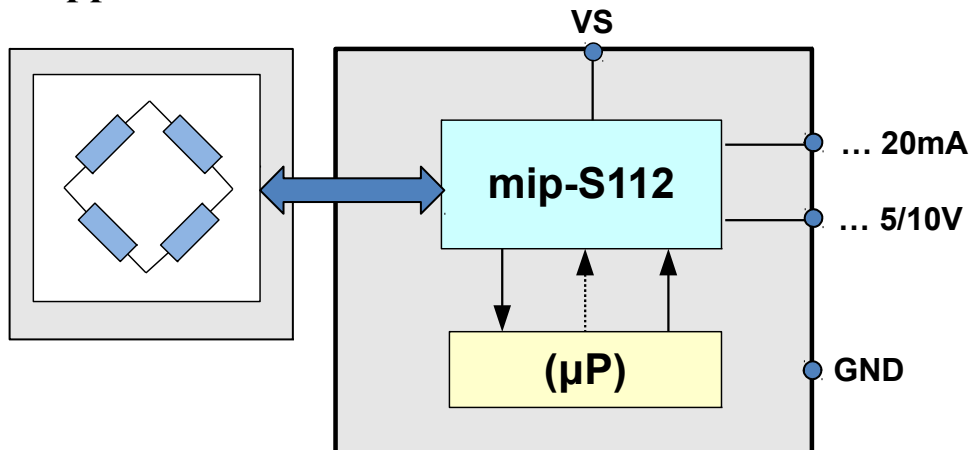 VS
… 20mA
mip-S112
… 5/10V
(µP)
GND